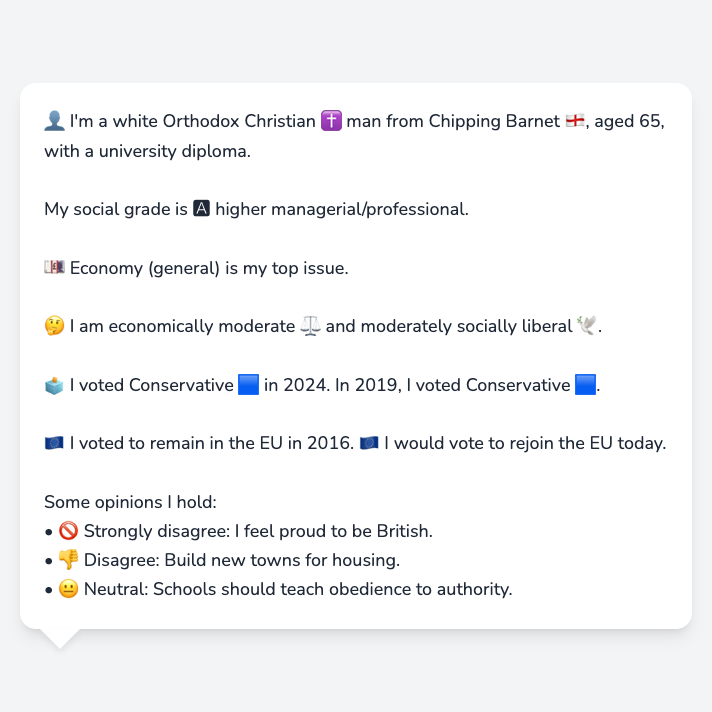 👤 I'm a white Orthodox Christian ✝️ man from Chipping Barnet 🏴󠁧󠁢󠁥󠁮󠁧󠁿, aged 65,
with a university diploma.
My social grade is 🅰 higher managerial/professional.
💷 Economy (general) is my top issue.
🤔 I am economically moderate ⚖️ and moderately socially liberal 🕊️.
🗳️ I voted Conservative 🟦 in 2024. In 2019, I voted Conservative 🟦.
🇪🇺 I voted to remain in the EU in 2016. 🇪🇺 I would vote to rejoin the EU today.
Some opinions I hold:
• 🚫 Strongly disagree: I feel proud to be British.
• 👎 Disagree: Build new towns for housing.
• 😐 Neutral: Schools should teach obedience to authority.